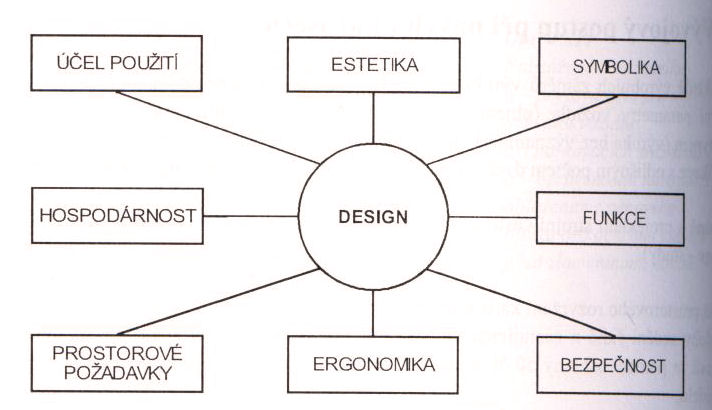 ÚČEL POUŽITÍ
ESTETIKA
SYMBOLIKA
HOSPODÁRNOST
DESIGN
FUNKCE
PROSTOROVÉ
POŽADAVKY
ERGONOMIKA
BEZPEČNOST